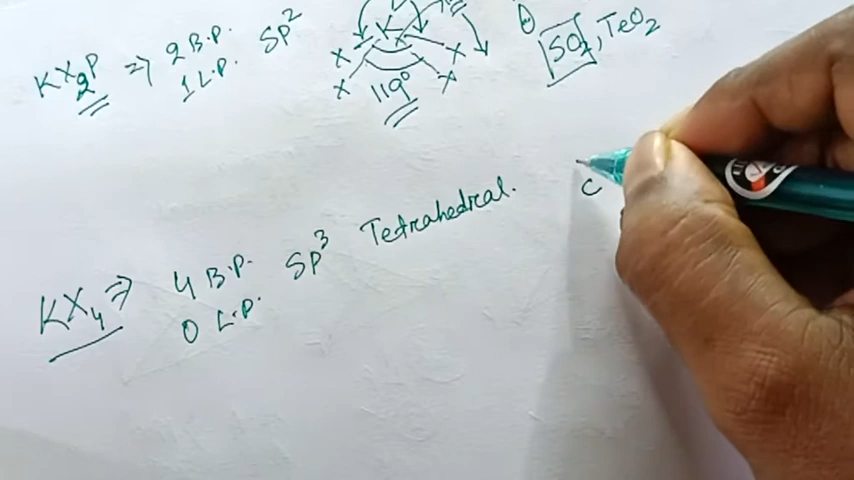 KX2P ⇒ 2 B.P. SP²
1 L.P.
X K X
X X
119°
SO2, TeO2
KX4 ⇒ 4 B.P. SP³ Tetrahedral.
0 L.P.
C